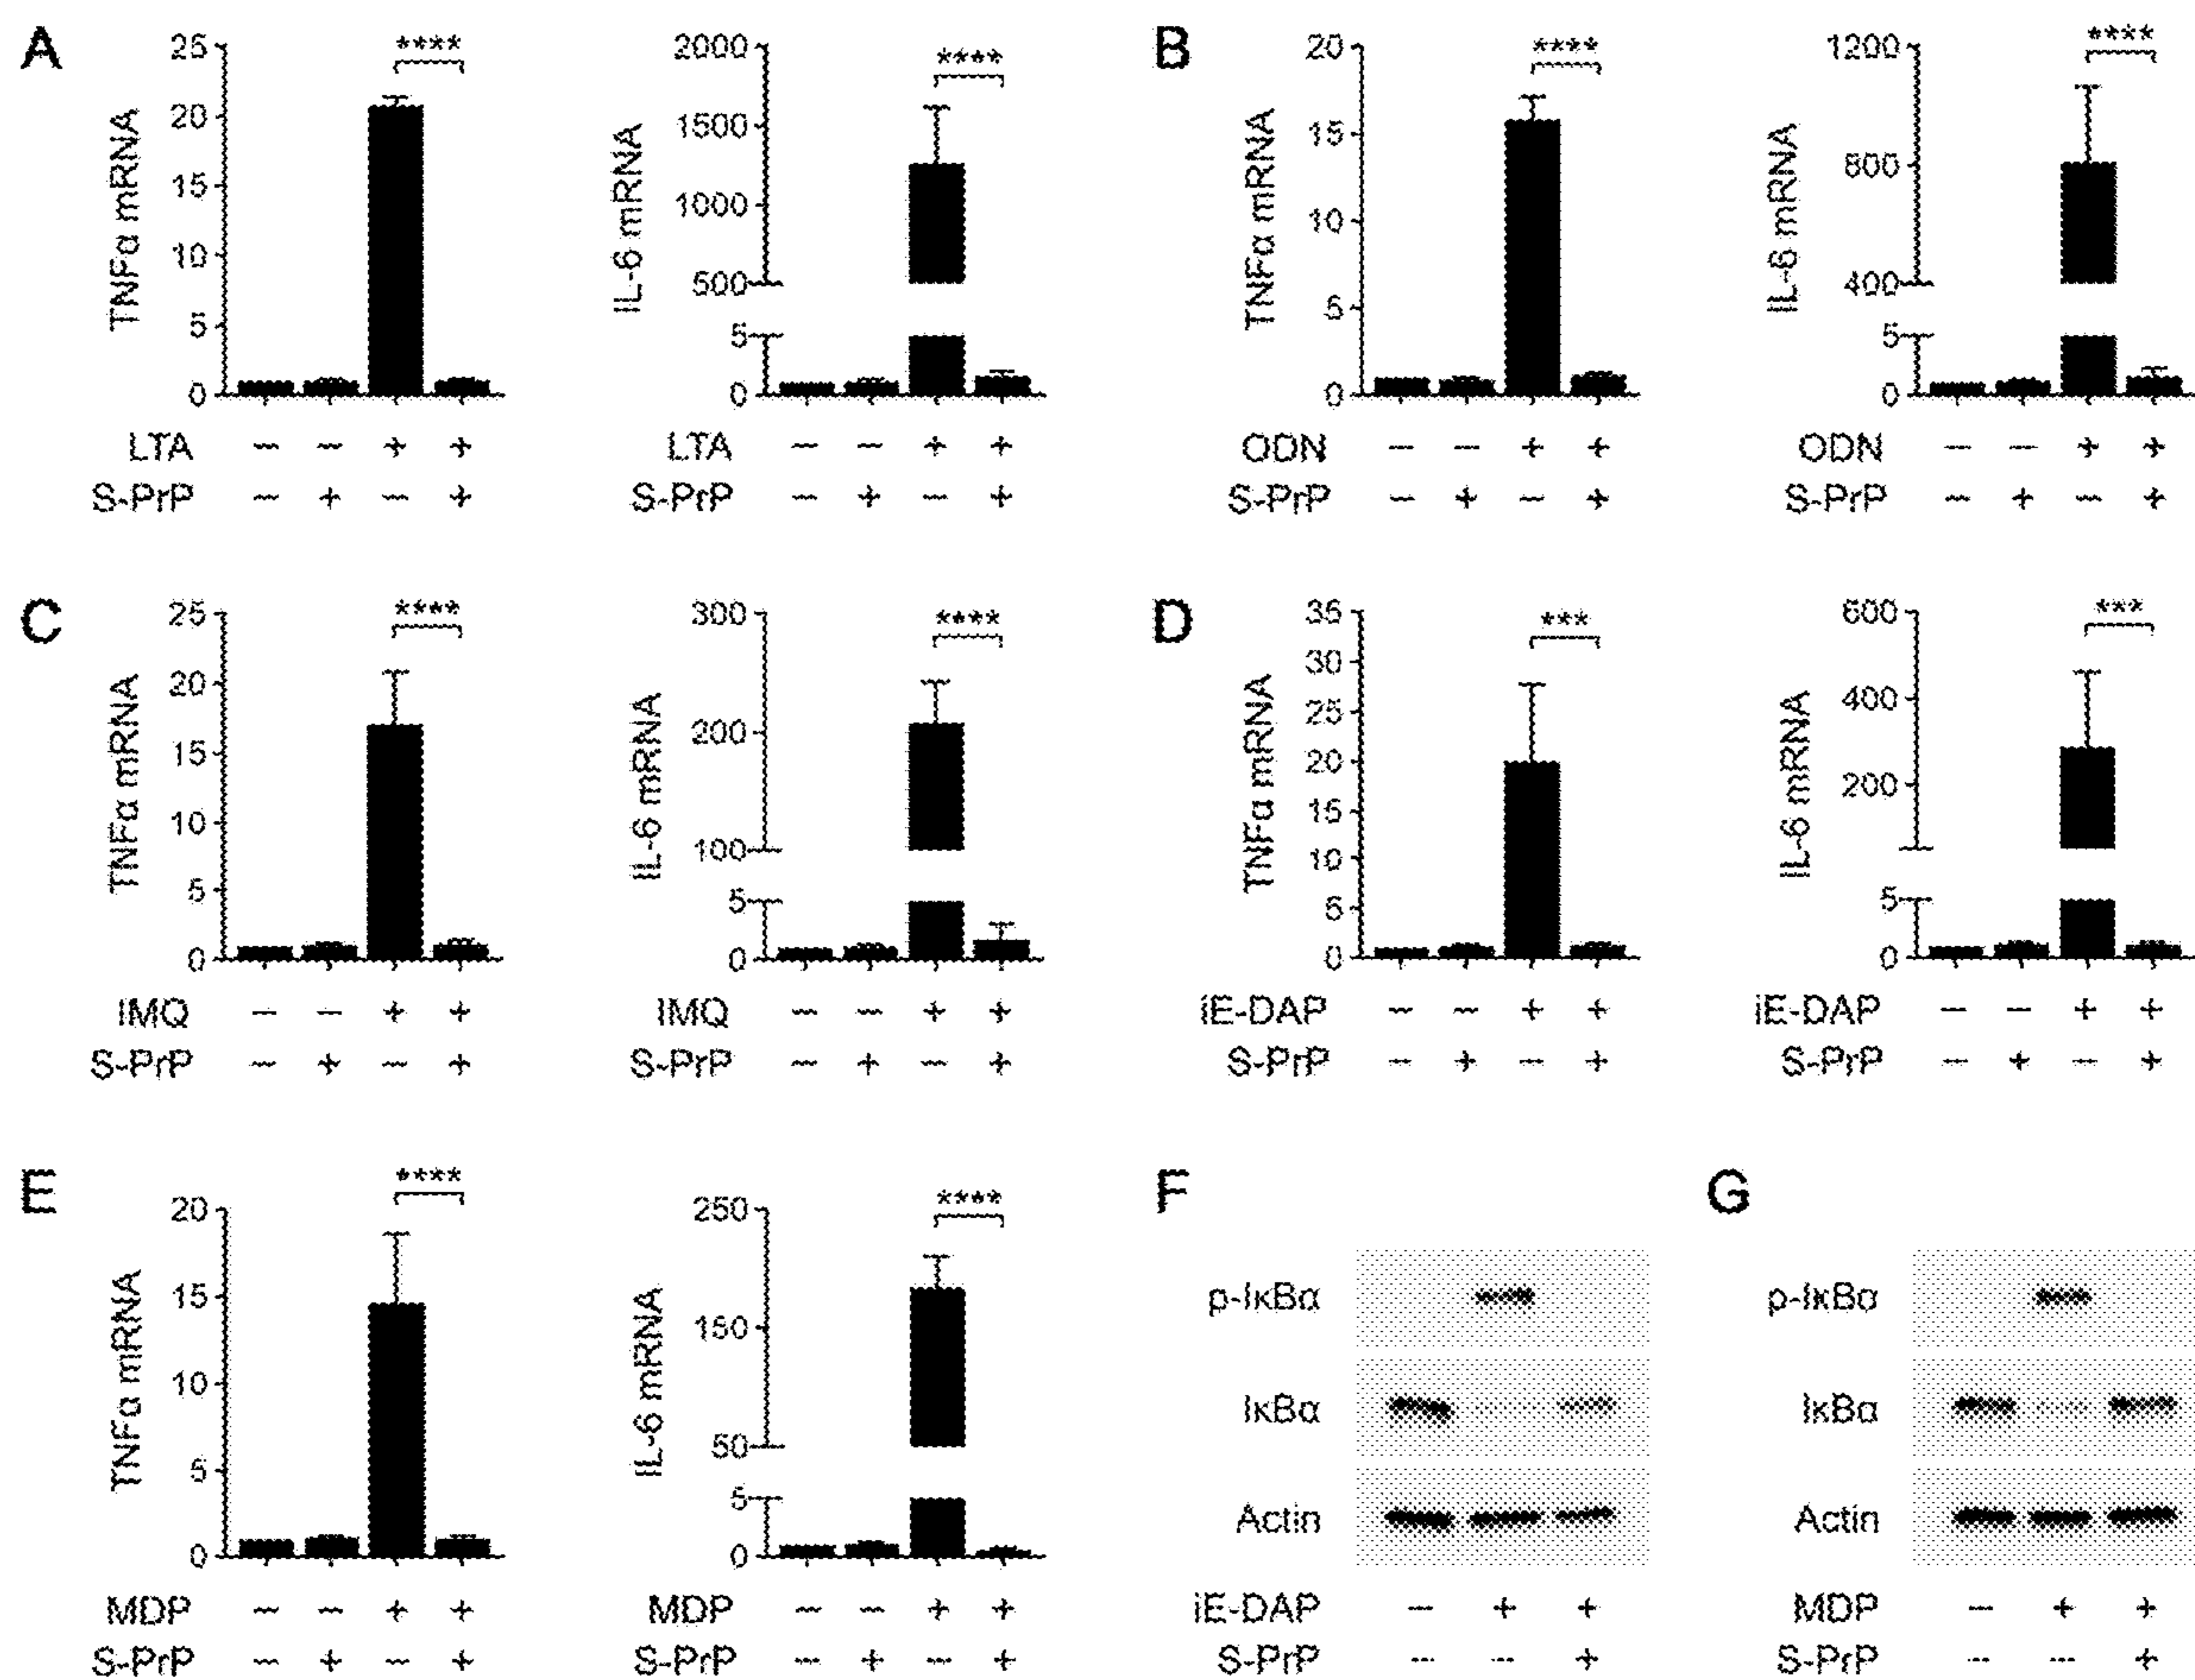 A
TNFα mRNA
25
20
15
10
5
0
****
LTA − − + +
S-PrP − + − +
IL-6 mRNA
2000
1500
1000
500
5
0
****
LTA − − + +
S-PrP − + − +
B
TNFα mRNA
20
15
10
5
0
****
ODN − − + +
S-PrP − + − +
IL-6 mRNA
1200
800
400
5
0
****
ODN − − + +
S-PrP − + − +
C
TNFα mRNA
25
20
15
10
5
0
****
IMQ − − + +
S-PrP − + − +
IL-6 mRNA
300
200
100
5
0
****
IMQ − − + +
S-PrP − + − +
D
TNFα mRNA
35
30
25
20
15
10
5
0
***
iE-DAP − − + +
S-PrP − + − +
IL-6 mRNA
600
400
200
5
0
***
iE-DAP − − + +
S-PrP − + − +
E
TNFα mRNA
20
15
10
5
0
****
MDP − − + +
S-PrP − + − +
IL-6 mRNA
250
150
50
5
0
****
MDP − − + +
S-PrP − + − +
F
p-IκBα
IκBα
Actin
iE-DAP − + +
S-PrP − − +
G
p-IκBα
IκBα
Actin
MDP − + +
S-PrP − − +